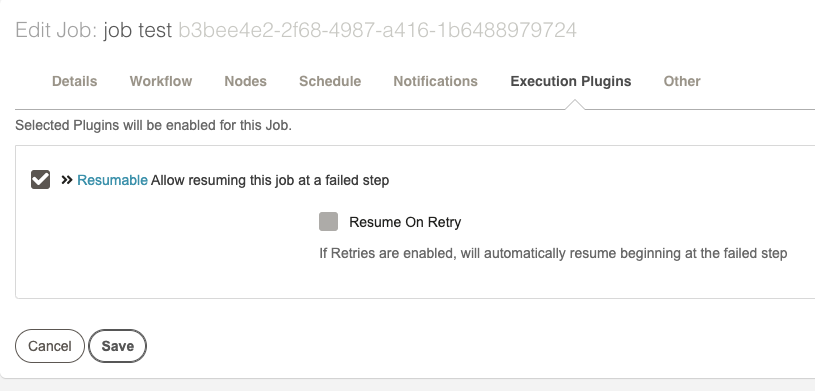 Edit Job: job test b3bee4e2-2f68-4987-a416-1b6488979724
Details Workflow Nodes Schedule Notifications Execution Plugins Other
Selected Plugins will be enabled for this Job.
Resumable Allow resuming this job at a failed step
Resume On Retry
If Retries are enabled, will automatically resume beginning at the failed step
Cancel Save